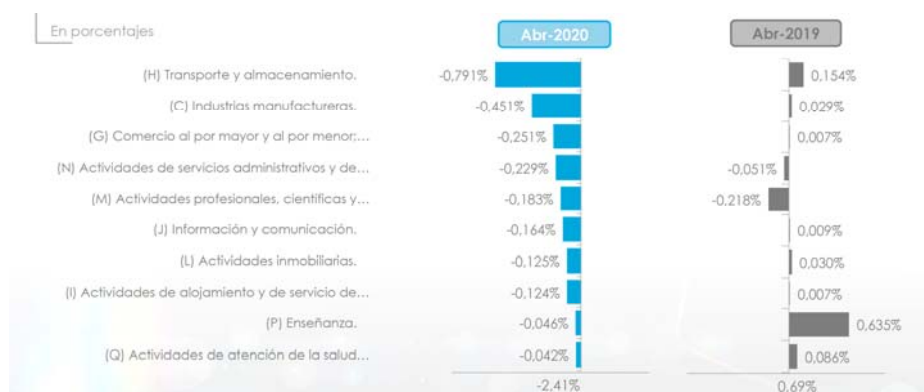 En porcentajes
Abr-2020
Abr-2019
(H) Transporte y almacenamiento. -0,791% 0,154%
(C) Industrias manufactureras. -0,451% 0,029%
(G) Comercio al por mayor y al por menor;... -0,251% 0,007%
(N) Actividades de servicios administrativos y de... -0,229% -0,051%
(M) Actividades profesionales, científicas y... -0,183% -0,218%
(J) Información y comunicación. -0,164% 0,009%
(L) Actividades inmobiliarias. -0,125% 0,030%
(I) Actividades de alojamiento y de servicio de... -0,124% 0,007%
(P) Enseñanza. -0,046% 0,635%
(Q) Actividades de atención de la salud... -0,042% 0,086%
-2,41% 0,69%